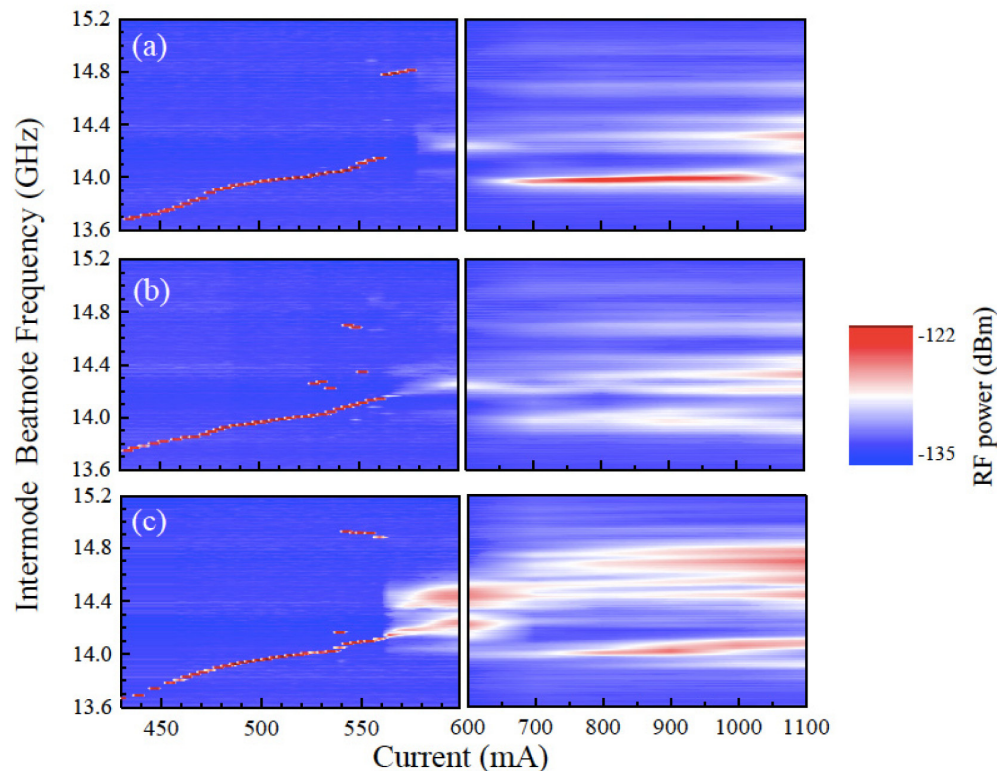 Intermode Beatnote Frequency (GHz)
15.2
14.8
14.4
14.0
13.6
(a)
15.2
14.8
14.4
14.0
13.6
(b)
15.2
14.8
14.4
14.0
13.6
(c)
450 500 550 600 700 800 900 1000 1100
Current (mA)
-122
-135
RF power (dBm)